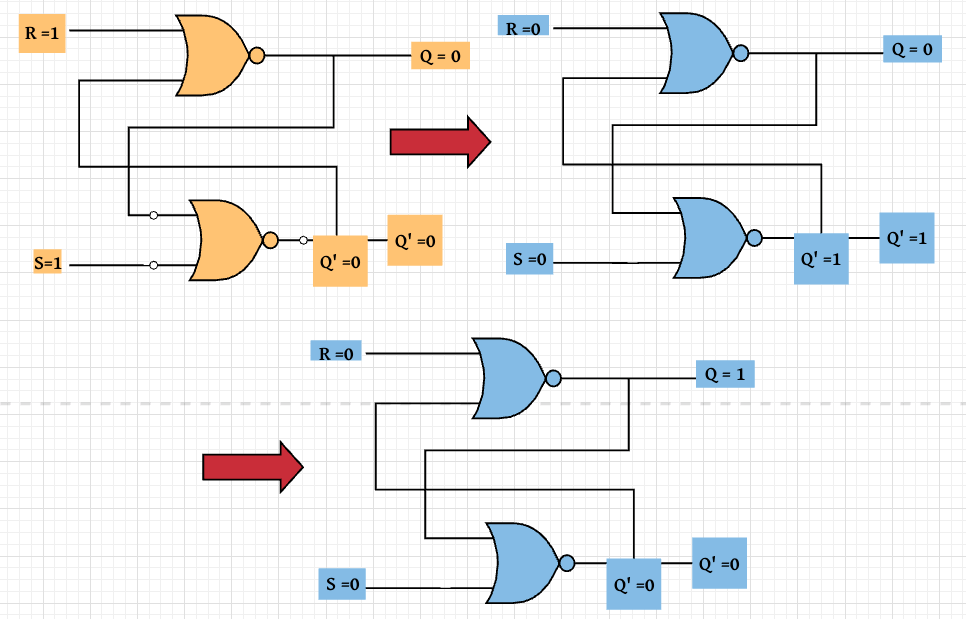 R =1
Q = 0
S=1
Q' =0
Q' =0
R =0
Q = 0
S =0
Q' =1
Q' =1
R =0
Q = 1
S =0
Q' =0
Q' =0